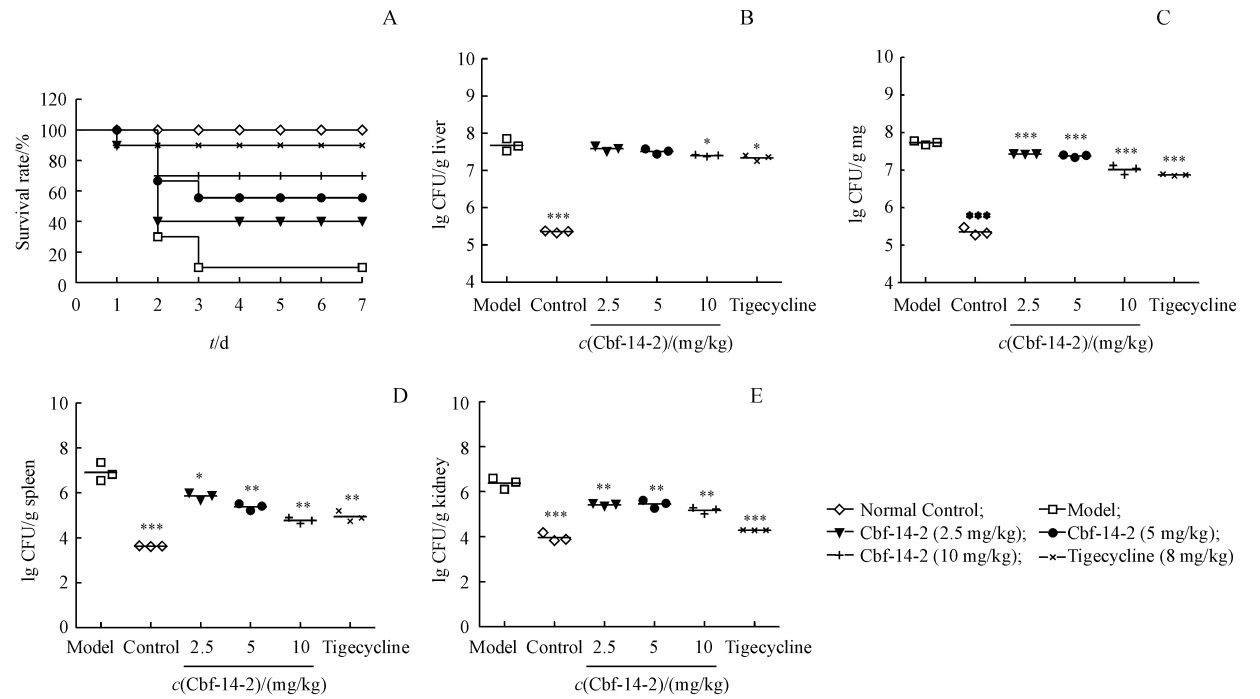 A
Survival rate/%
120
100
80
60
40
20
0
0 1 2 3 4 5 6 7
t/d
B
lg CFU/g liver
10
9
8
7
6
5
4
***
*
*
Model Control 2.5 5 10 Tigecycline
c(Cbf-14-2)/(mg/kg)
C
lg CFU/g mg
10
9
8
7
6
5
4
***
***
***
***
***
Model Control 2.5 5 10 Tigecycline
c(Cbf-14-2)/(mg/kg)
D
lg CFU/g spleen
10
8
6
4
2
0
***
*
**
**
**
Model Control 2.5 5 10 Tigecycline
c(Cbf-14-2)/(mg/kg)
E
lg CFU/g kidney
10
8
6
4
2
0
***
**
**
**
***
Model Control 2.5 5 10 Tigecycline
c(Cbf-14-2)/(mg/kg)
Normal Control; Model;
Cbf-14-2 (2.5 mg/kg); Cbf-14-2 (5 mg/kg);
Cbf-14-2 (10 mg/kg); Tigecycline (8 mg/kg)